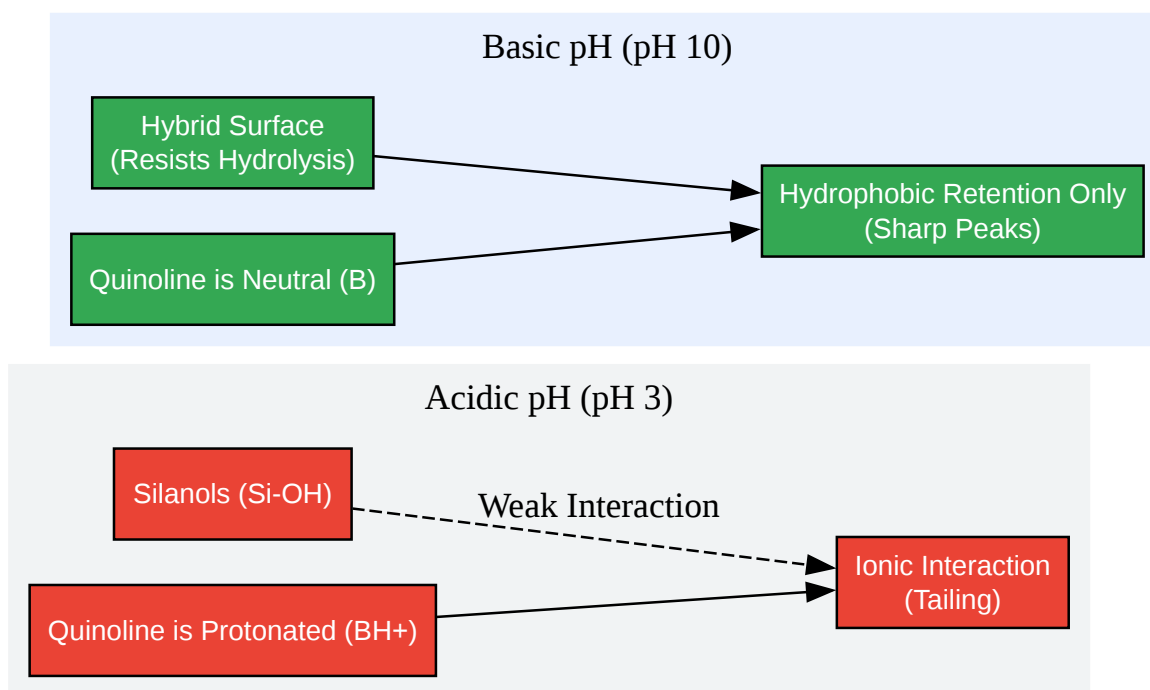 Basic pH (pH 10)
Hybrid Surface
(Resists Hydrolysis)
Quinoline is Neutral (B)
Hydrophobic Retention Only
(Sharp Peaks)
Acidic pH (pH 3)
Silanols (Si-OH)
Weak Interaction
Quinoline is Protonated (BH+)
Ionic Interaction
(Tailing)